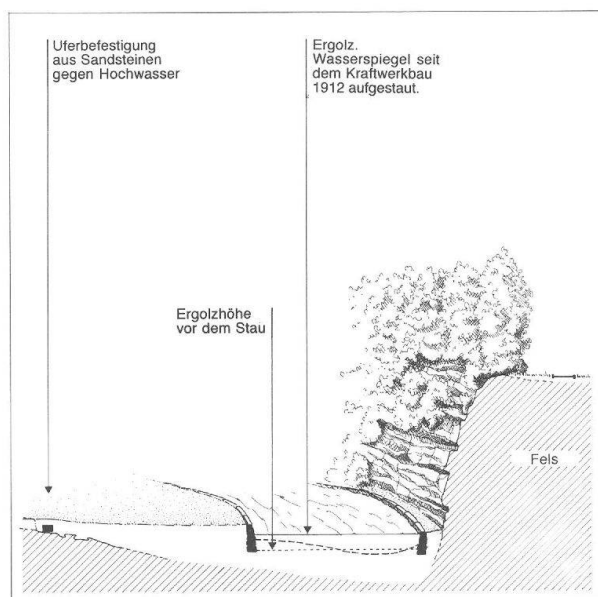 Uferbefestigung
aus Sandsteinen
gegen Hochwasser
Ergolz.
Wasserspiegel seit
dem Kraftwerkbau
1912 aufgestaut.
Ergolzhöhe
vor dem Stau
Fels